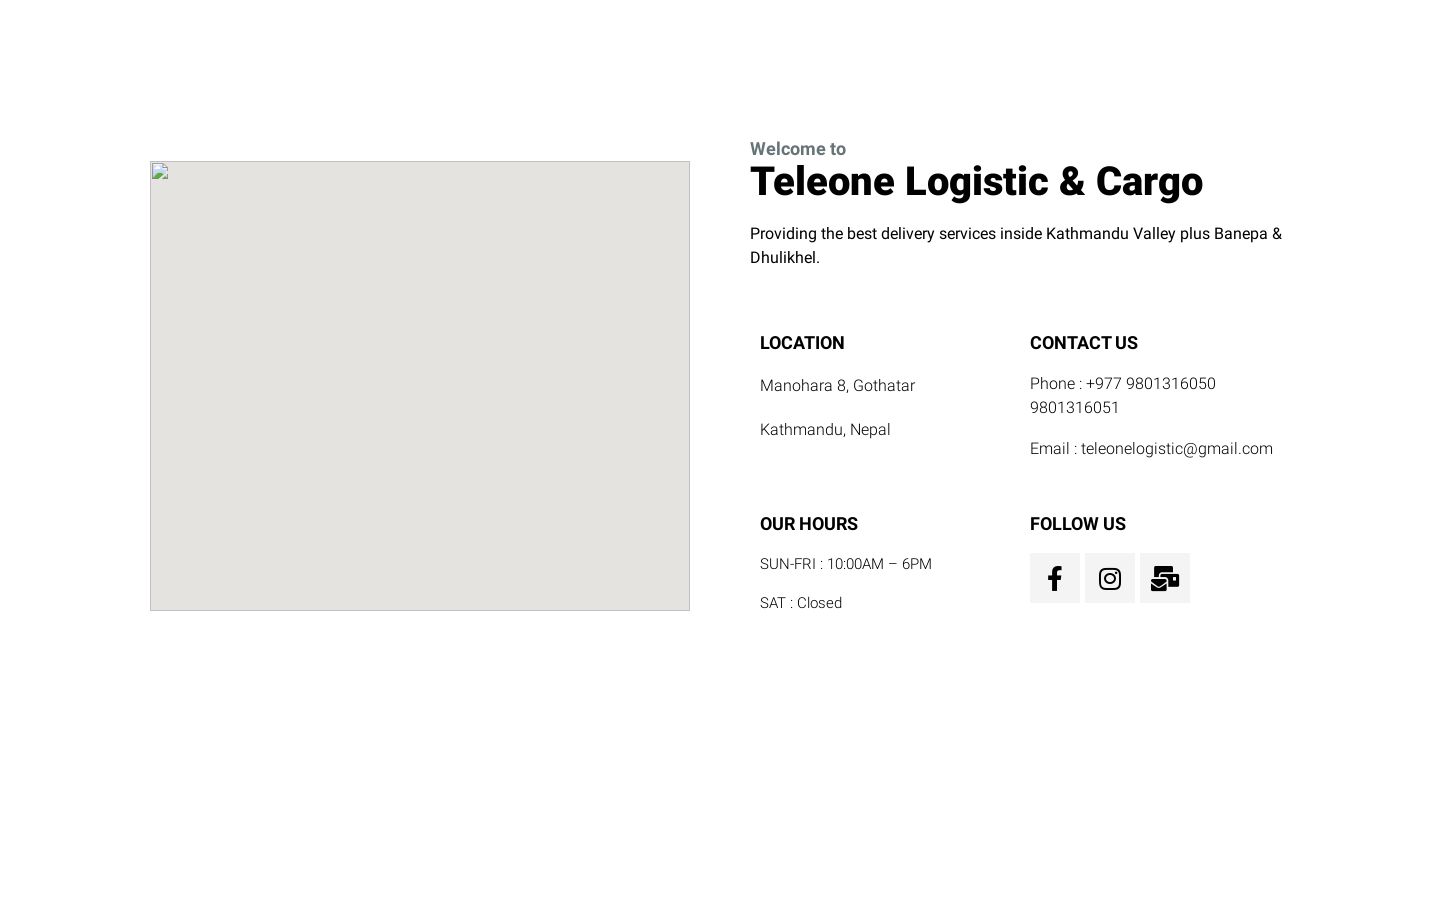 Welcome to
Teleone Logistic & Cargo
Providing the best delivery services inside Kathmandu Valley plus Banepa &
Dhulikhel.
LOCATION
Manohara 8, Gothatar
Kathmandu, Nepal
CONTACT US
Phone : +977 9801316050
9801316051
Email : teleonelogistic@gmail.com
OUR HOURS
SUN-FRI : 10:00AM – 6PM
SAT : Closed
FOLLOW US